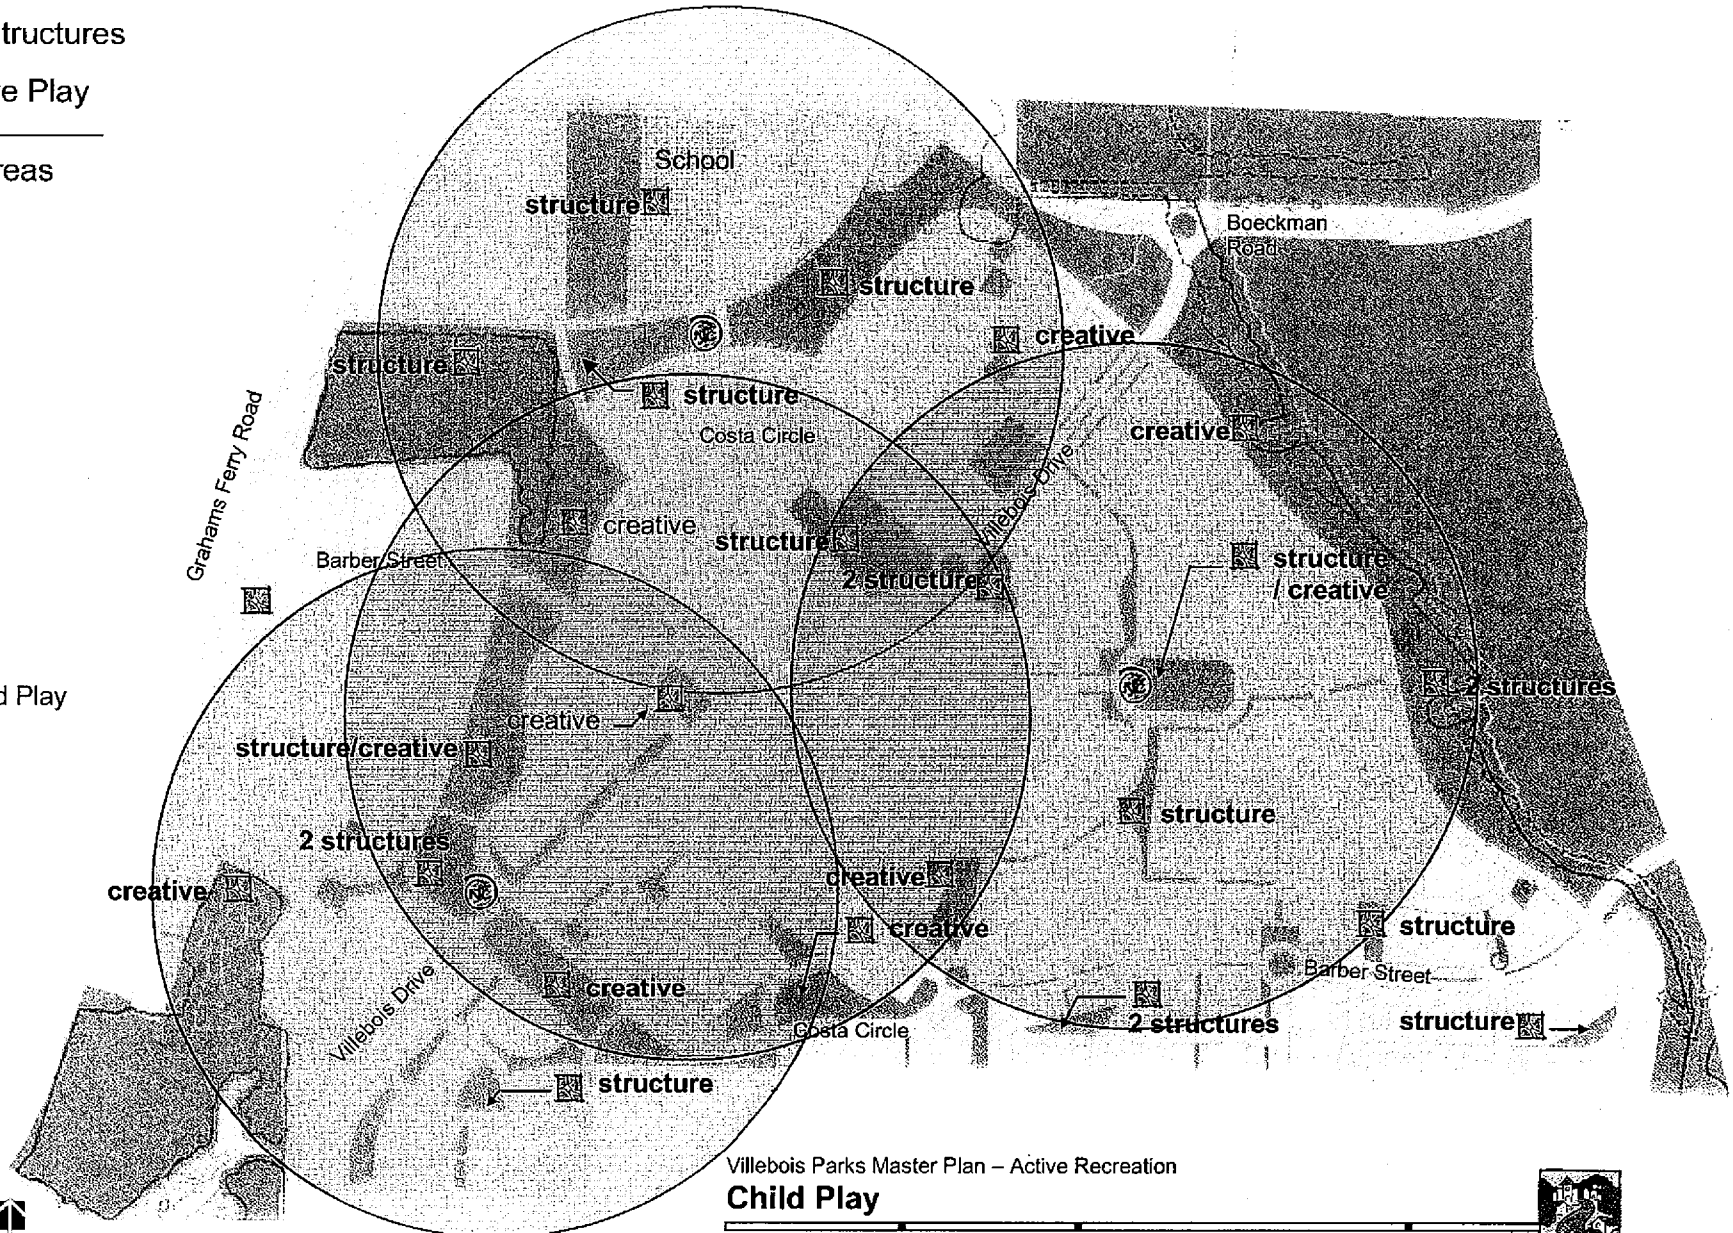 tructures
e Play
reas
School
structure
Boeckman
Road
structure
creative
structure
structure
Costa Circle
creative
Grahams Ferry Road
creative
Villebois Drive
structure
Barber Street
structure
/ creative
2 structure
d Play
2 structures
creative
structure/creative
structure
2 structures
creative
creative
creative
structure
Barber Street
creative
Villebois Drive
2 structures
structure
Costa Circle
structure
Villebois Parks Master Plan – Active Recreation
Child Play